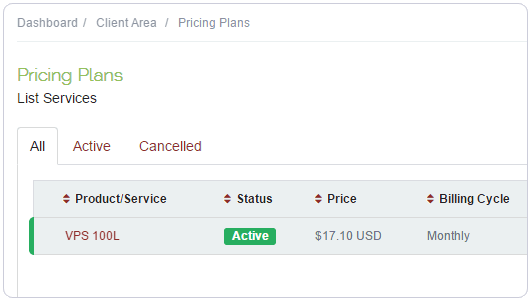 Dashboard / Client Area / Pricing Plans
Pricing Plans
List Services
All Active Cancelled
Product/Service Status Price Billing Cycle
VPS 100L Active $17.10 USD Monthly